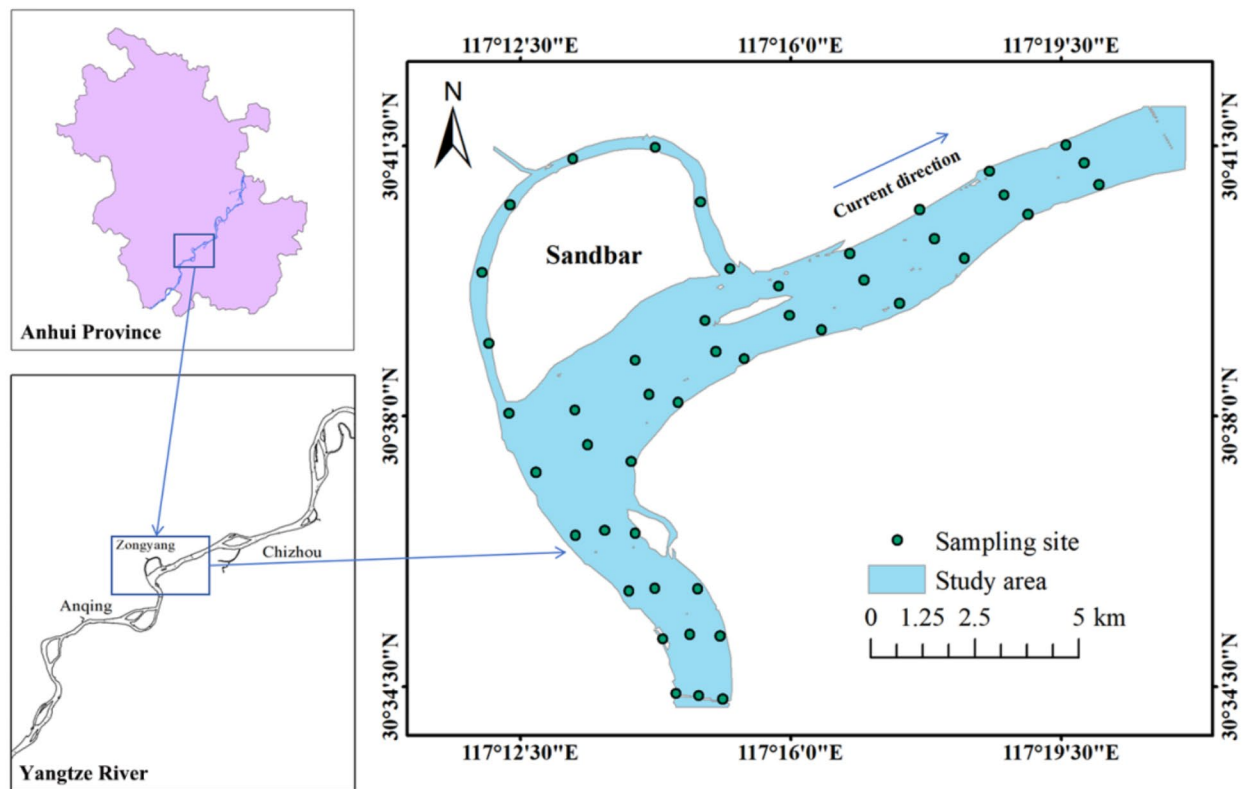 Anhui Province
Zongyang
Chizhou
Anqing
Yangtze River
117°12'30"E
117°16'0"E
117°19'30"E
30°41'30"N
30°38'0"N
30°34'30"N
N
Current direction
Sandbar
Sampling site
Study area
0 1.25 2.5 5 km
30°41'30"N
30°38'0"N
30°34'30"N
117°12'30"E
117°16'0"E
117°19'30"E